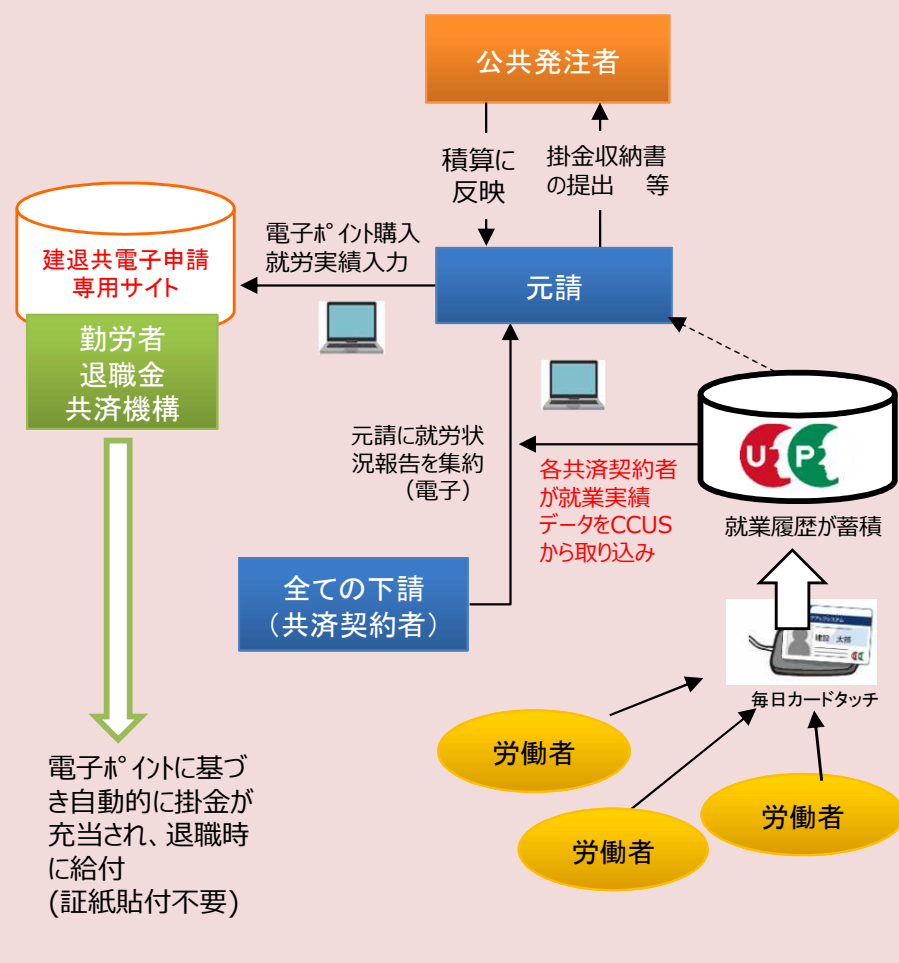 公共発注者
積算に
反映
掛金収納書
の提出　等
電子ﾎﾟｲﾝﾄ購入
就労実績入力
建退共電子申請
専用サイト
元請
勤労者
退職金
共済機構
元請に就労状
況報告を集約
（電子）
各共済契約者
が就業実績
データをCCUS
から取り込み
就業履歴が蓄積
全ての下請
（共済契約者）
建設 太郎
毎日カードタッチ
労働者
労働者
労働者
電子ﾎﾟｲﾝﾄに基づ
き自動的に掛金が
充当され、退職時
に給付
(証紙貼付不要)